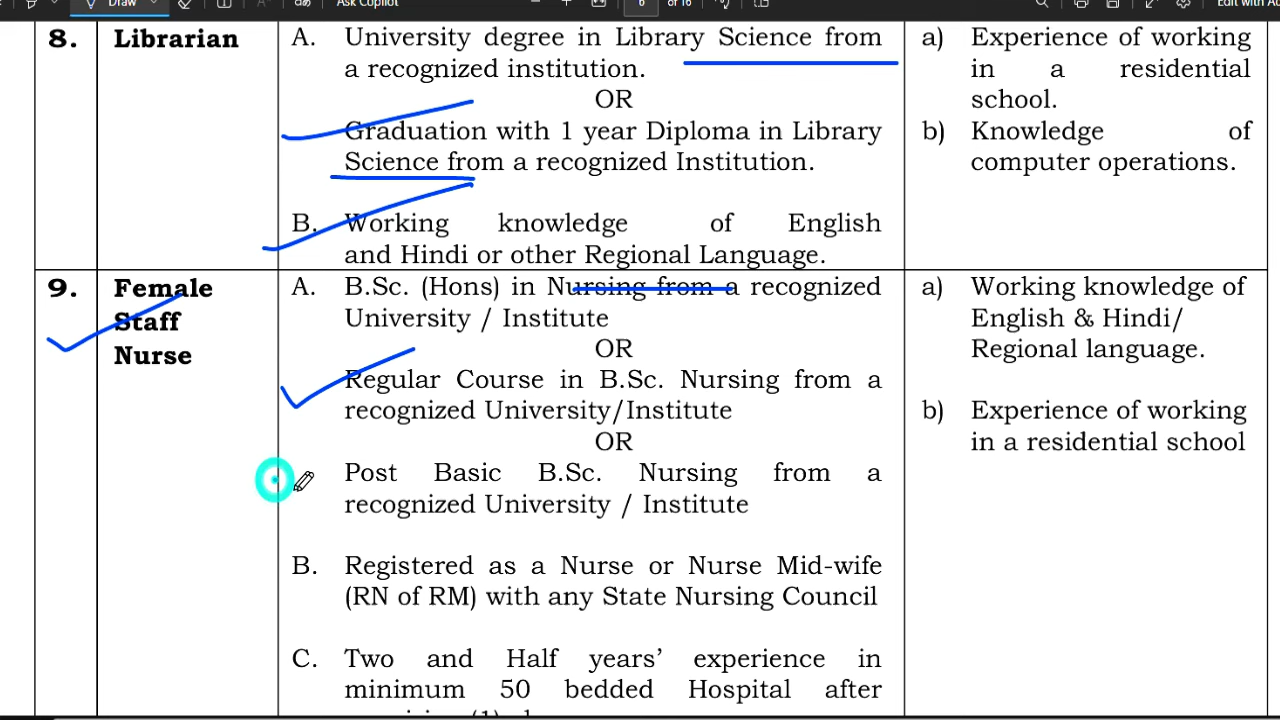 Draw
Ask Copilot
6 of 16
Edit with Ad
8.
Librarian
A. University degree in Library Science from
a recognized institution.
OR
Graduation with 1 year Diploma in Library
Science from a recognized Institution.
B. Working knowledge of English
and Hindi or other Regional Language.
a) Experience of working
in a residential
school.
b) Knowledge of
computer operations.
9.
Female
Staff
Nurse
A. B.Sc. (Hons) in Nursing from a recognized
University / Institute
OR
Regular Course in B.Sc. Nursing from a
recognized University/Institute
OR
Post Basic B.Sc. Nursing from a
recognized University / Institute
B. Registered as a Nurse or Nurse Mid-wife
(RN of RM) with any State Nursing Council
C. Two and Half years’ experience in
minimum 50 bedded Hospital after
a) Working knowledge of
English & Hindi/
Regional language.
b) Experience of working
in a residential school